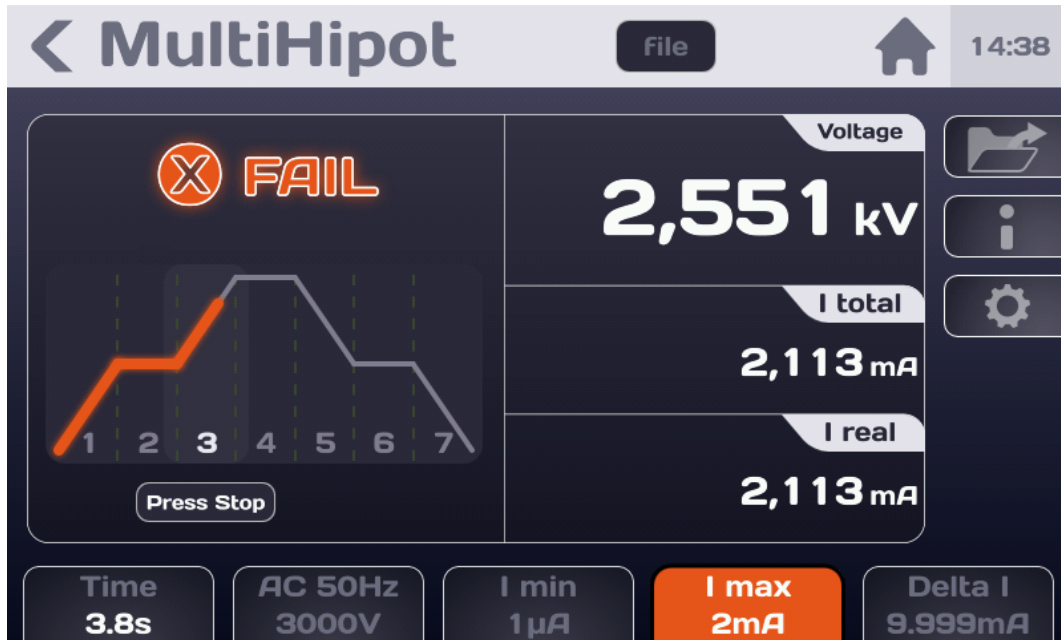 MultiHipot
File
14:38
X FAIL
1 2 3 4 5 6 7
Press Stop
Voltage
2,551 kV
I total
2,113 mA
I real
2,113 mA
Time
3.8s
AC 50Hz
3000V
I min
1µA
I max
2mA
Delta I
9.999mA